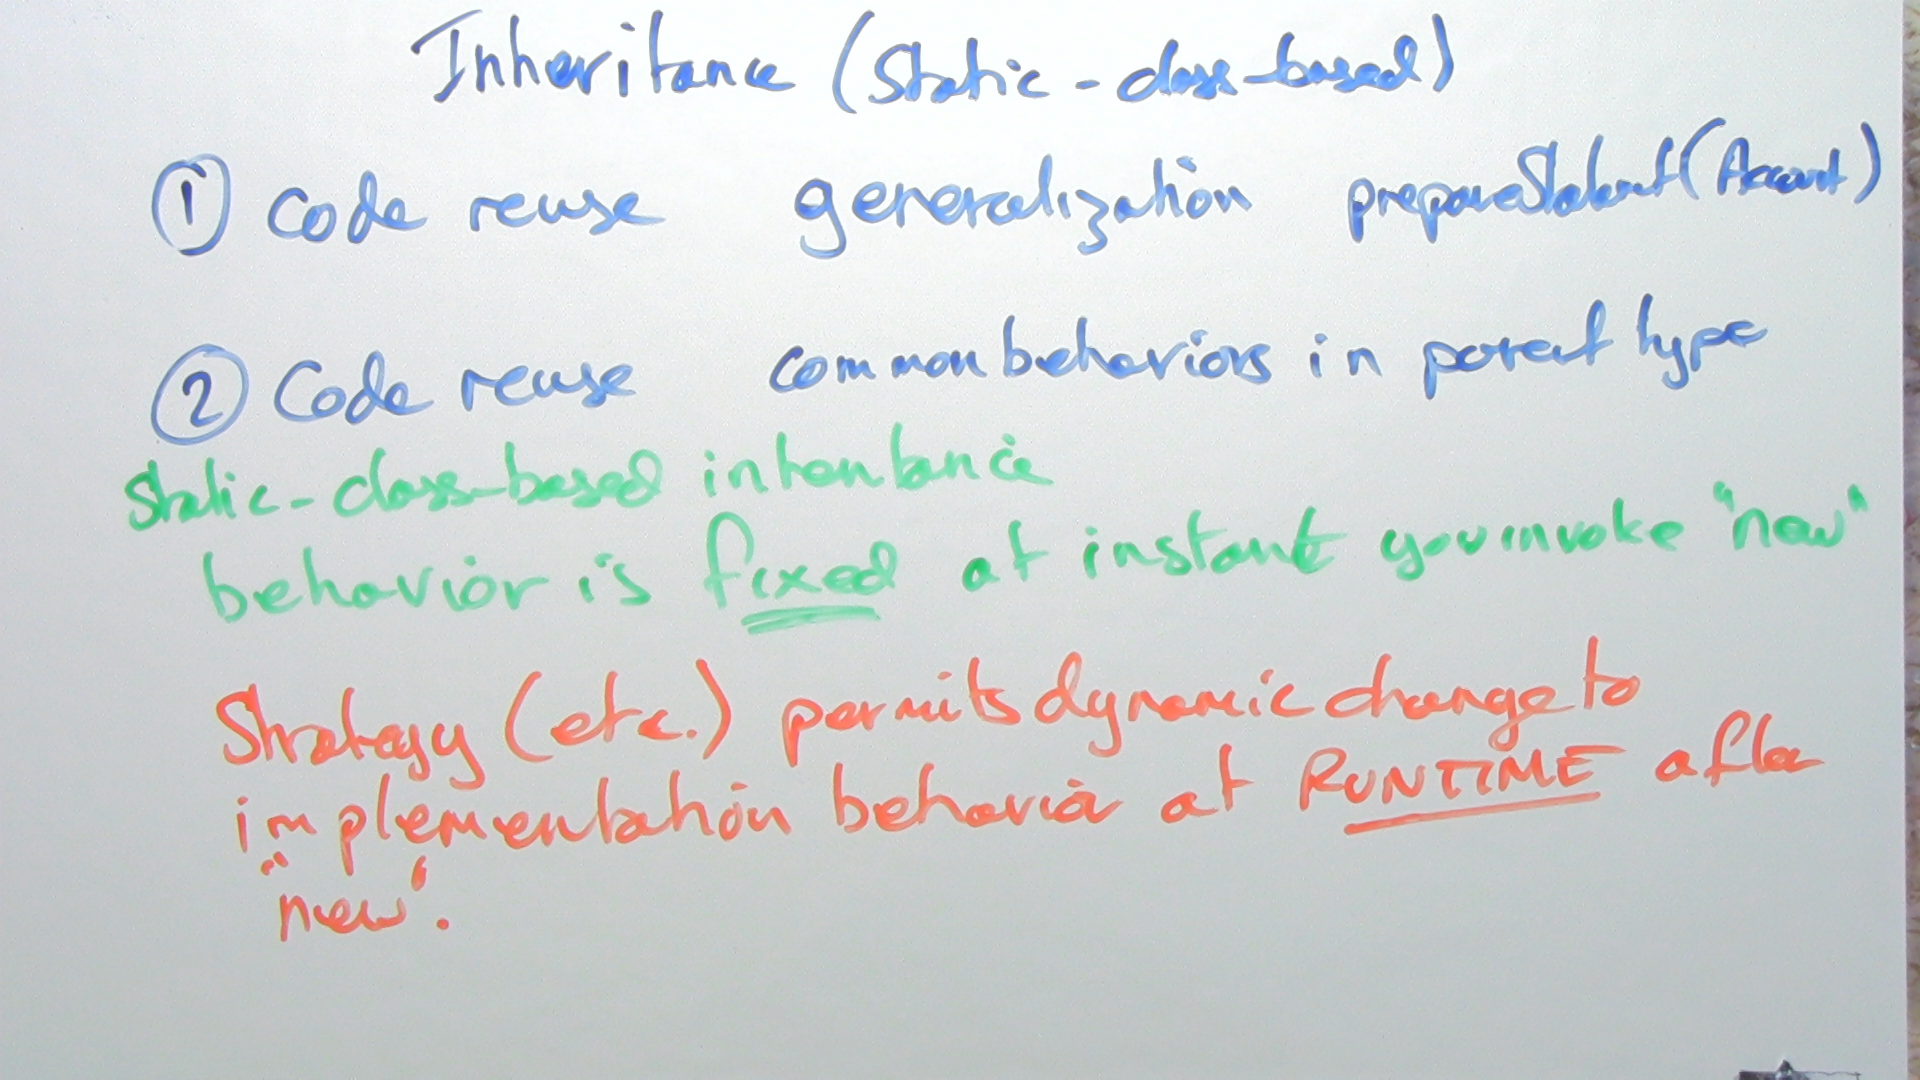 Inheritance (Static-class-based)
① Code reuse generalization prepareStatement(Account)
② Code reuse common behaviors in parent type
Static-class-based inheritance
behavior is fixed at instant you invoke "new"
Strategy (etc.) permits dynamic change to
implementation behavior at RUNTIME after
"new".